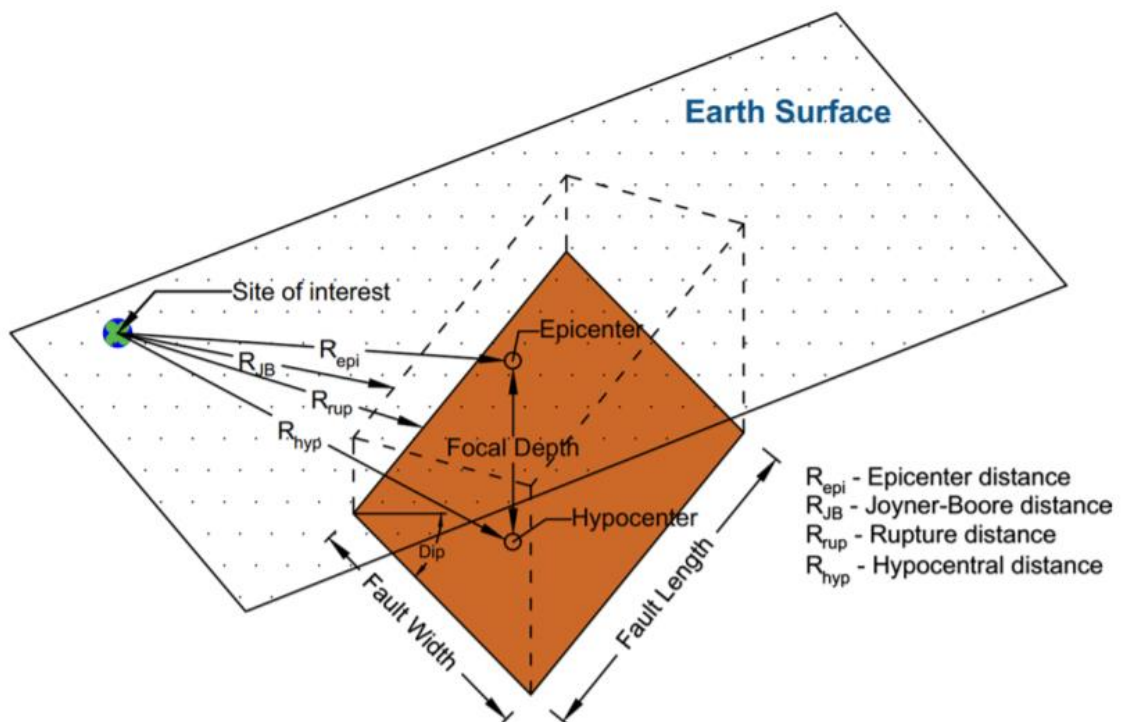 Earth Surface
Site of interest
Epicenter
R_epi
R_JB
R_rup
R_hyp
Focal Depth
Hypocenter
Dip
Fault Width
Fault Length
R_epi - Epicenter distance
R_JB - Joyner-Boore distance
R_rup - Rupture distance
R_hyp - Hypocentral distance